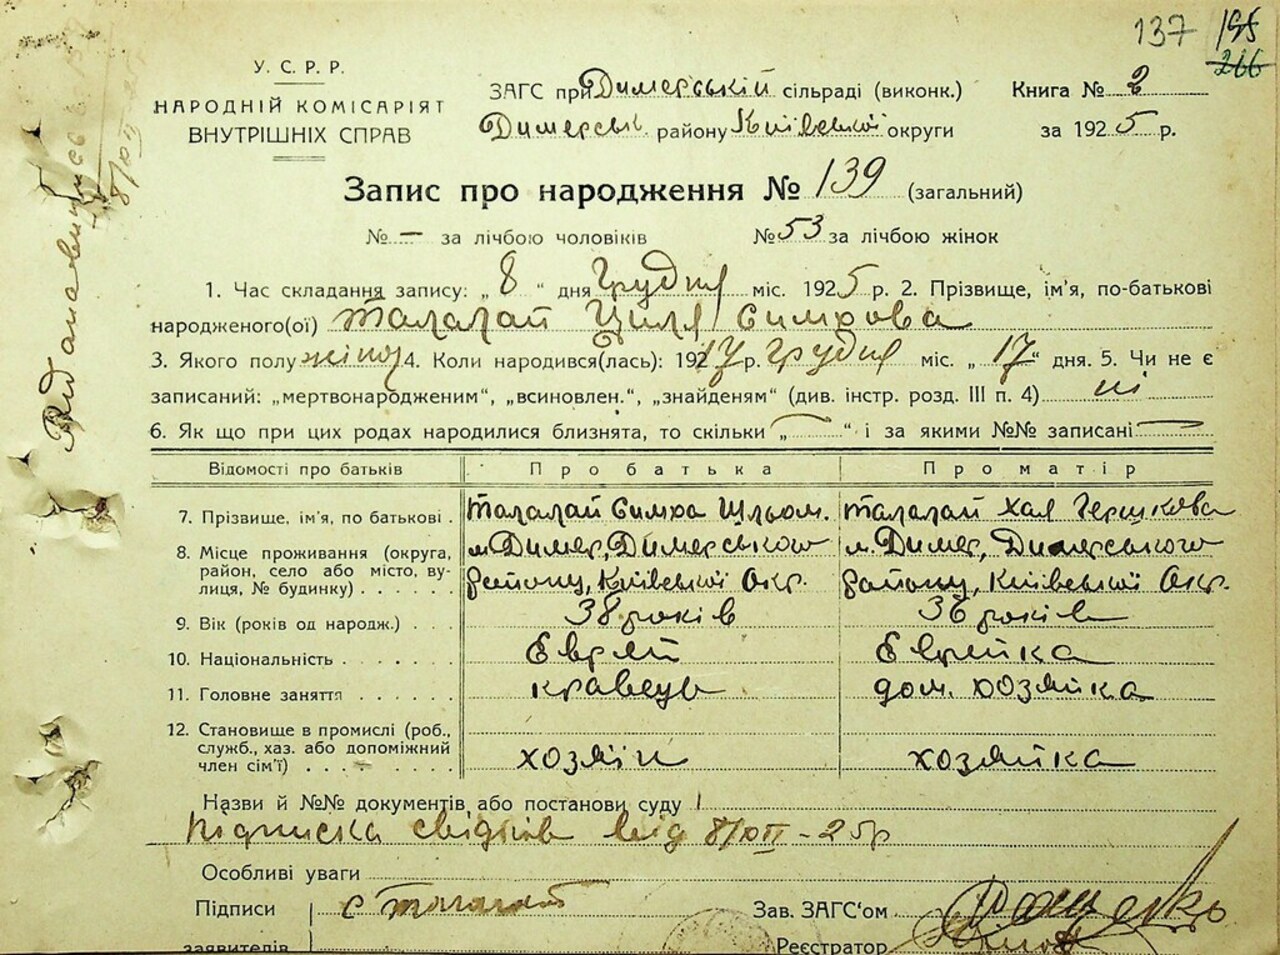 137 195
266
У. С. Р. Р.
НАРОДНІЙ КОМІСАРІЯТ
ВНУТРІШНІХ СПРАВ
ЗАГС при Димерській сільраді (виконк.) Книга № 2
Димерськ. району Київської округи за 1925 р.
Запис про народження № 139 (загальний)
№ — за лічбою чоловіків № 53 за лічбою жінок
1. Час складання запису: „ 8 “ дня Грудня міс. 1925 р. 2. Прізвище, ім'я, по-батькові
народженого(ої) Талалай Циля Симхова
3. Якого полу жіноч 4. Коли народився(лась): 1917 р. Грудня міс. „ 17 “ дня. 5. Чи не є
записаний: „мертвонародженим“, „всиновлен.“, „знайденям“ (див. інстр. розд. III п. 4) ні
6. Як що при цих родах народилися близнята, то скільки „ — “ і за якими №№ записані —
Відомості про батьків Про батька Про матір
7. Прізвище, ім'я, по батькові . Талалай Симха Шльом. Талалай Хая Гершкова
8. Місце проживання (округа, м. Димер, Димерського м. Димер, Димерського
район, село або місто, ву-
лиця, № будинку) . . . . . . району, Київської Окр. району, Київської Окр.
9. Вік (років од народж.) . . . 38 років 36 років
10. Національність . . . . . . . Еврей Еврейка
11. Головне заняття . . . . . . кравець дом. хозяйка
12. Становище в промислі (роб.,
служб., хаз. або допоміжний хозяїн хозяйка
член сім'ї) . . . . . . . .
Назви й №№ документів або постанови суду
Підписка свідків від 8/XII - 25р
Особливі уваги
Підписи С Талалай Зав. ЗАГС'ом
заявителів Реєстратор